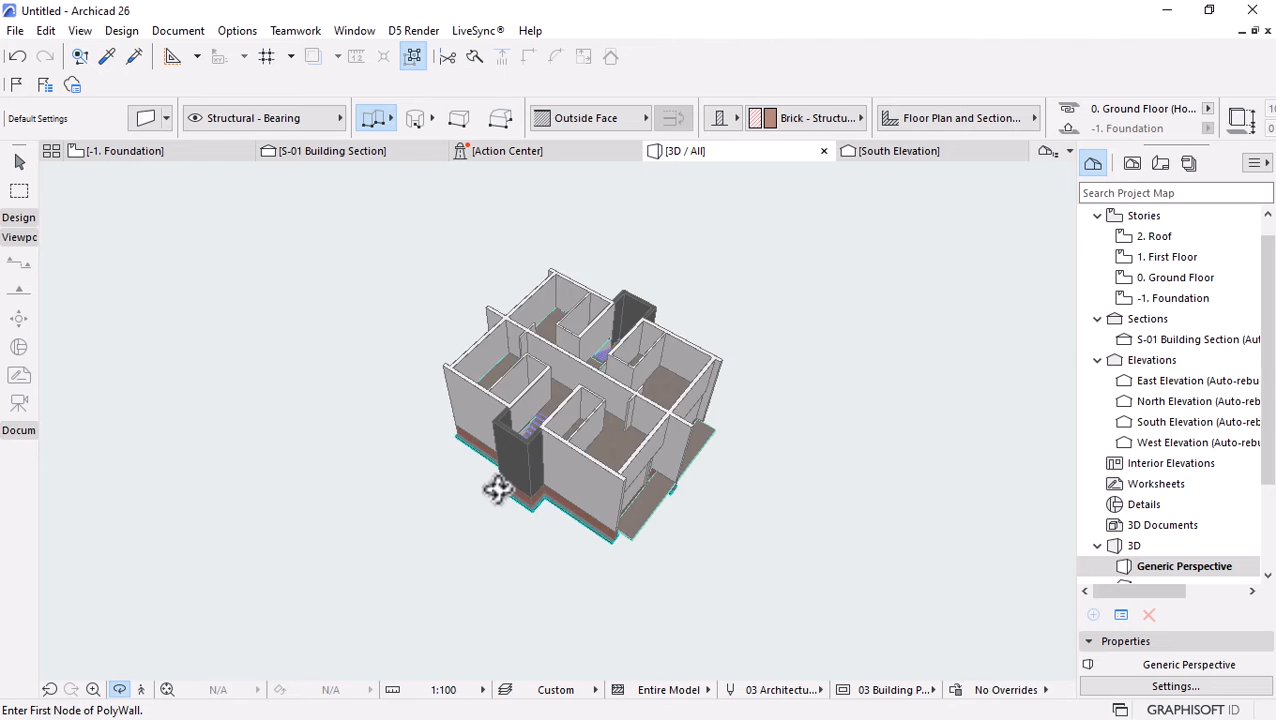 Untitled - Archicad 26
File Edit View Design Document Options Teamwork Window D5 Render LiveSync® Help
Default Settings
Structural - Bearing
Outside Face
Brick - Structu...
Floor Plan and Section...
0. Ground Floor (Ho...
-1. Foundation
[-1. Foundation]
[S-01 Building Section]
[Action Center]
[3D / All]
[South Elevation]
Search Project Map
Design
Viewpc
Docum
Stories
2. Roof
1. First Floor
0. Ground Floor
-1. Foundation
Sections
S-01 Building Section (Aut
Elevations
East Elevation (Auto-rebu
North Elevation (Auto-reb
South Elevation (Auto-reb
West Elevation (Auto-rebu
Interior Elevations
Worksheets
Details
3D Documents
3D
Generic Perspective
Properties
Generic Perspective
Settings...
N/A
N/A
1:100
Custom
Entire Model
03 Architectu...
03 Building P...
No Overrides
Enter First Node of PolyWall.
GRAPHISOFT ID